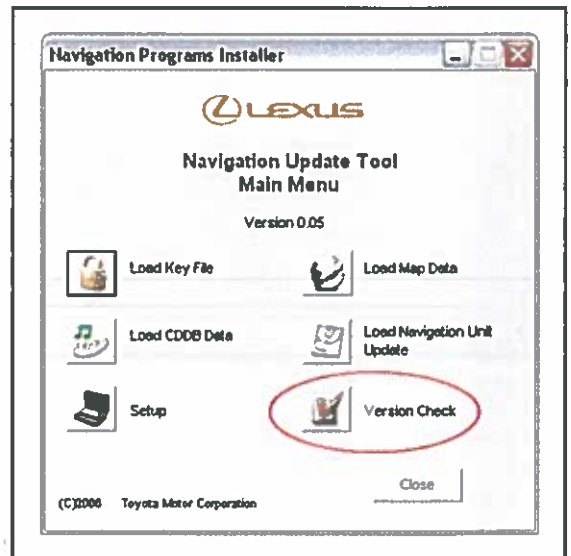 Navigation Programs Installer
LEXUS
Navigation Update Tool
Main Menu
Version 0.05
Load Key File
Load Map Data
Load CDDB Data
Load Navigation Unit
Update
Setup
Version Check
Close
(C)2006 Toyota Motor Corporation